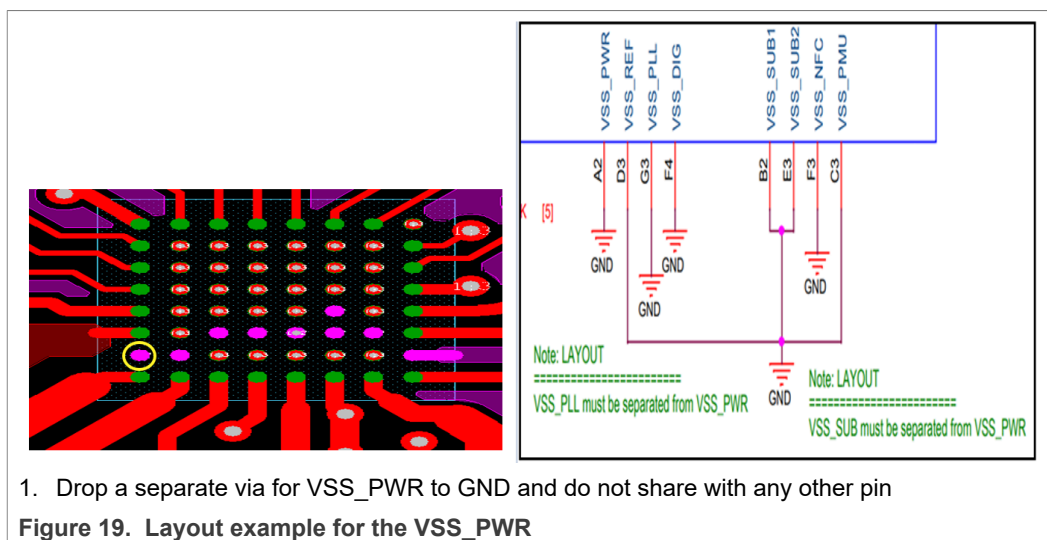 VSS_PWR
VSS_REF
VSS_PLL
VSS_DIG
VSS_SUB1
VSS_SUB2
VSS_NFC
VSS_PMU
A2
D3
G3
F4
B2
E3
F3
C3
[5]
GND
GND
GND
GND
GND
Note: LAYOUT
=======================
VSS_PLL must be separated from VSS_PWR
Note: LAYOUT
=======================
VSS_SUB must be separated from VSS_PWR
1. Drop a separate via for VSS_PWR to GND and do not share with any other pin
Figure 19. Layout example for the VSS_PWR